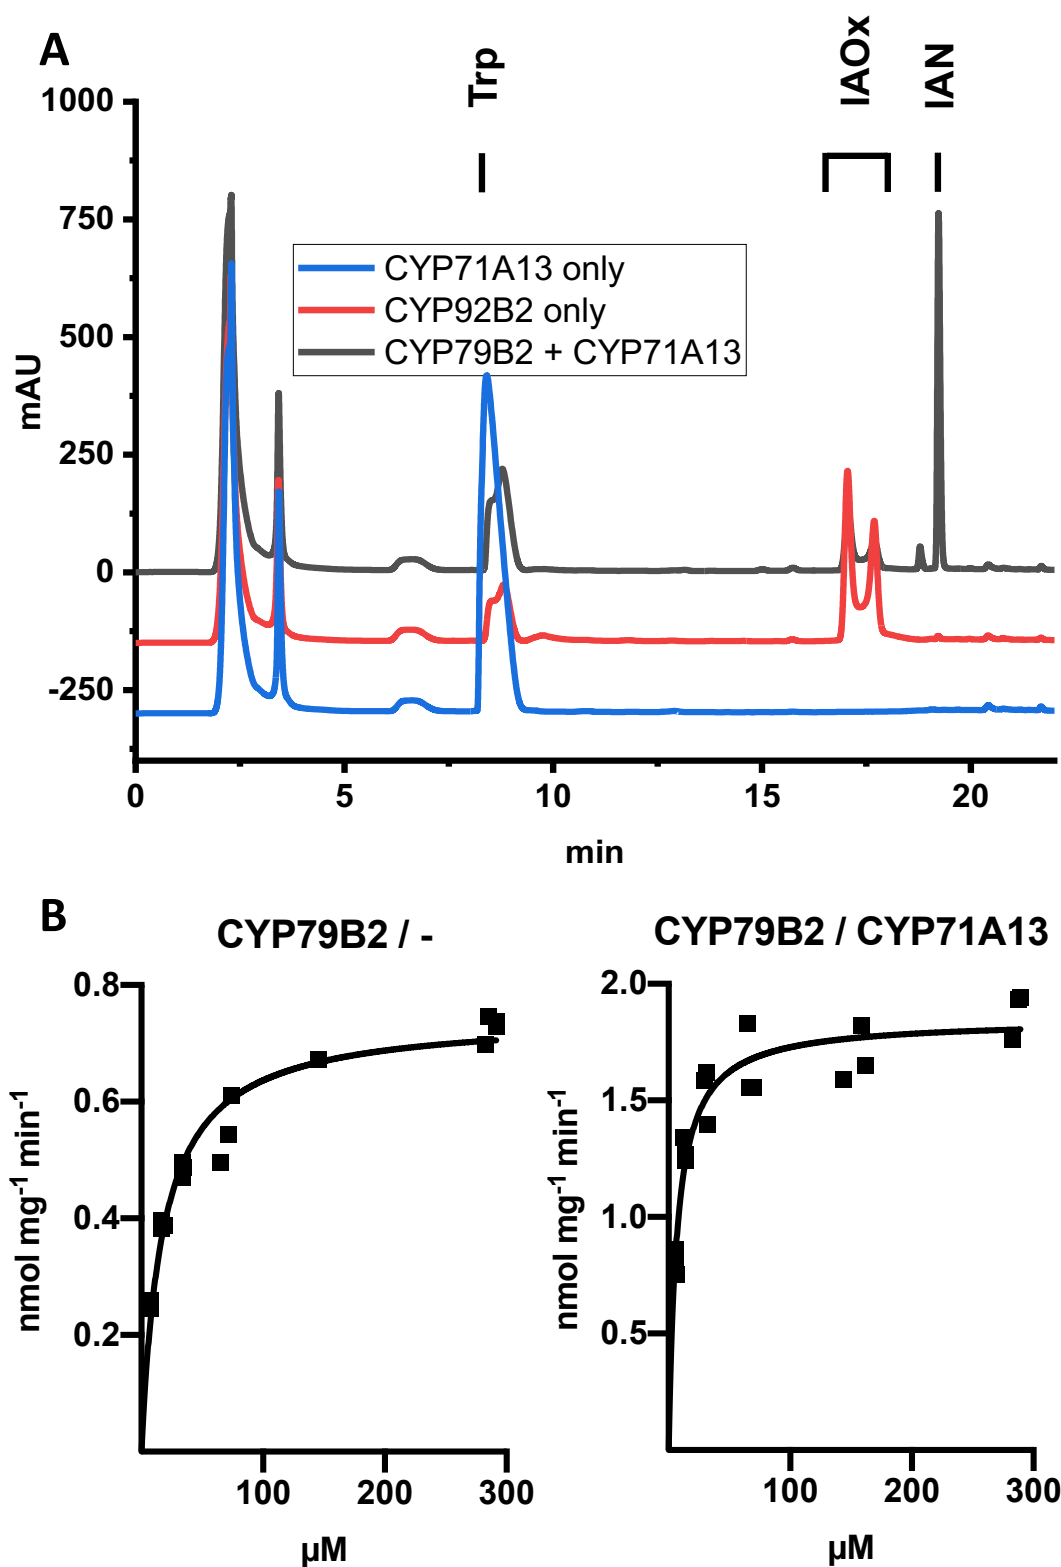 A
Trp
IAOx
IAN
1000
750
500
250
0
-250
mAU
CYP71A13 only
CYP92B2 only
CYP79B2 + CYP71A13
0 5 10 15 20
min
B
CYP79B2 / -
0.8
0.6
0.4
0.2
nmol mg⁻¹ min⁻¹
100 200 300
µM
CYP79B2 / CYP71A13
2.0
1.5
1.0
0.5
nmol mg⁻¹ min⁻¹
100 200 300
µM